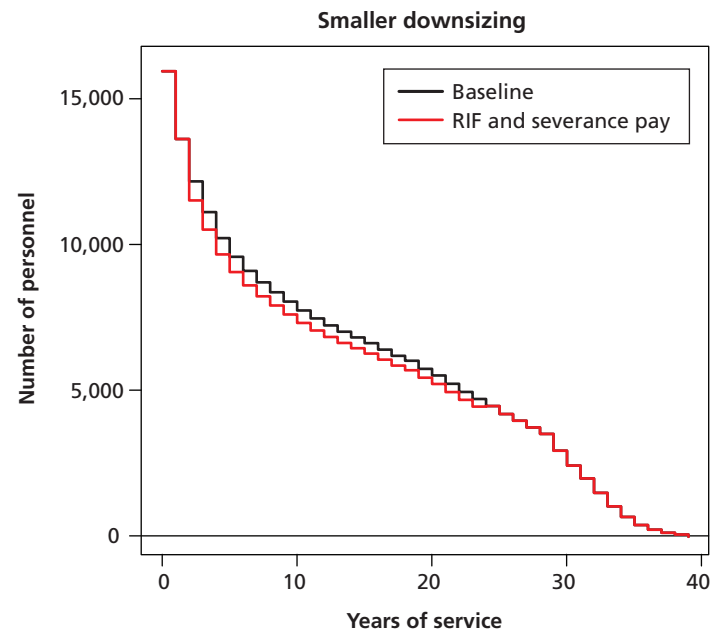 Smaller downsizing
Baseline
RIF and severance pay
15,000
10,000
5,000
0
Number of personnel
0 10 20 30 40
Years of service